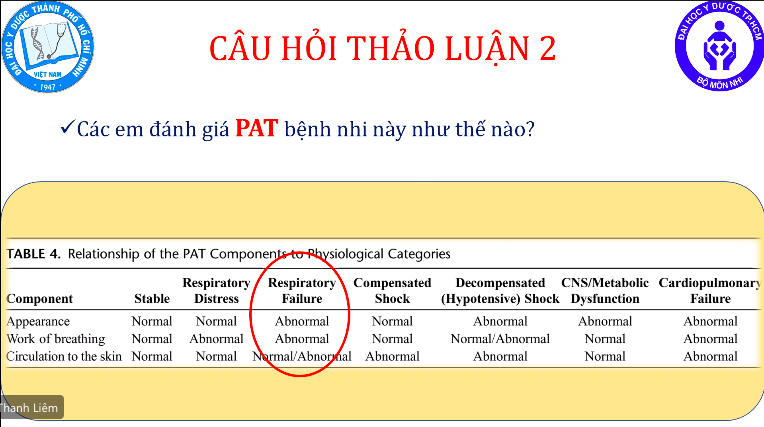 ĐẠI HỌC Y DƯỢC THÀNH PHỐ HỒ CHÍ MINH
VIỆT NAM
1947
CÂU HỎI THẢO LUẬN 2
ĐẠI HỌC Y DƯỢC TPHCM
BỘ MÔN NHI
✓Các em đánh giá PAT bệnh nhi này như thế nào?
TABLE 4. Relationship of the PAT Components to Physiological Categories
Respiratory Respiratory Compensated Decompensated CNS/Metabolic Cardiopulmonary
Component Stable Distress Failure Shock (Hypotensive) Shock Dysfunction Failure
Appearance Normal Normal Abnormal Normal Abnormal Abnormal Abnormal
Work of breathing Normal Abnormal Abnormal Normal Normal/Abnormal Normal Abnormal
Circulation to the skin Normal Normal Normal/Abnormal Abnormal Abnormal Normal Abnormal
Thanh Liêm